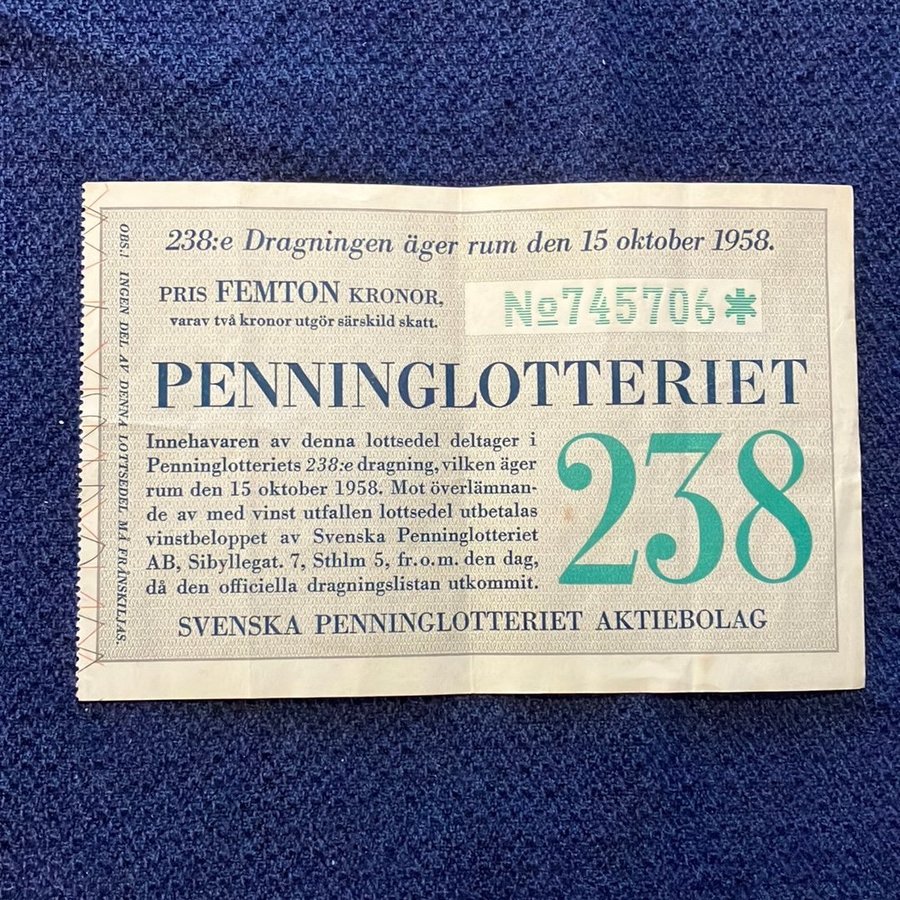 238:e Dragningen äger rum den 15 oktober 1958.
PRIS FEMTON KRONOR,
varav två kronor utgör särskild skatt.
No745706*
PENNINGLOTTERIET
Innehavaren av denna lottsedel deltager i
Penninglotteriets 238:e dragning, vilken äger
rum den 15 oktober 1958. Mot överlämnan-
de av med vinst utfallen lottsedel utbetalas
vinstbeloppet av Svenska Penninglotteriet
AB, Sibyllegat. 7, Sthlm 5, fr.o.m. den dag,
då den officiella dragningslistan utkommit.
238
SVENSKA PENNINGLOTTERIET AKTIEBOLAG
OBS! INGEN DEL AV DENNA LOTTSEDEL MÅ FRÅNSKILJAS.